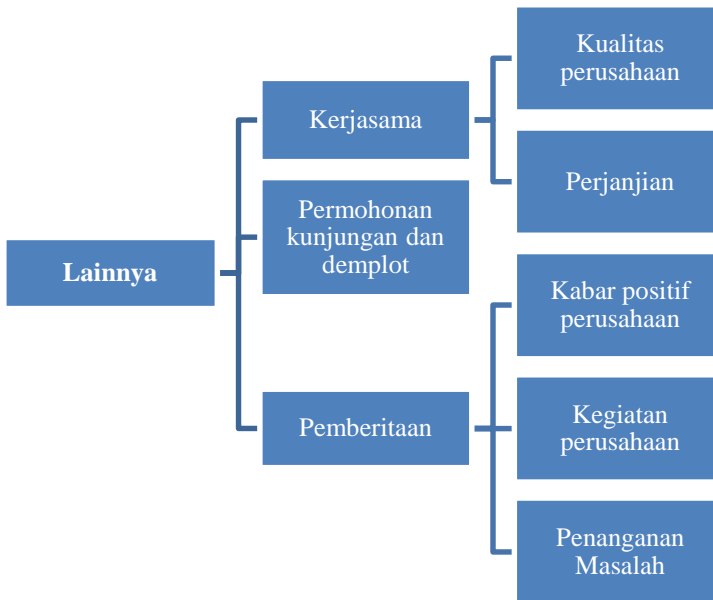 Lainnya
Kerjasama
Kualitas
perusahaan
Perjanjian
Permohonan
kunjungan dan
demplot
Pemberitaan
Kabar positif
perusahaan
Kegiatan
perusahaan
Penanganan
Masalah